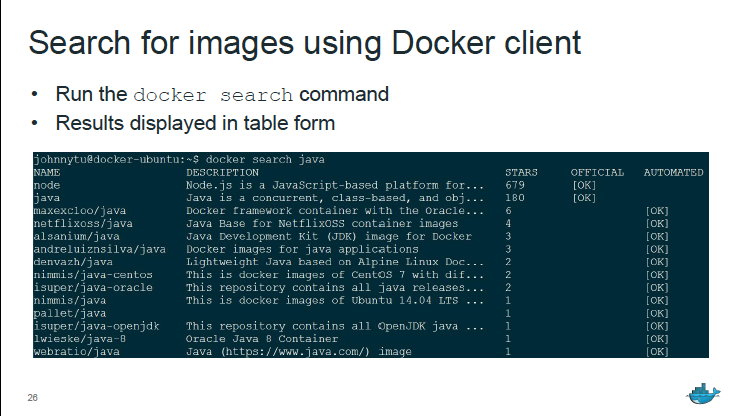 Search for images using Docker client
• Run the docker search command
• Results displayed in table form
johnnytu@docker-ubuntu:~$ docker search java
NAME DESCRIPTION STARS OFFICIAL AUTOMATED
node Node.js is a JavaScript-based platform for... 679 [OK]
java Java is a concurrent, class-based, and obj... 180 [OK]
maxexcloo/java Docker framework container with the Oracle... 6 [OK]
netflixoss/java Java Base for NetflixOSS container images 4 [OK]
alsanium/java Java Development Kit (JDK) image for Docker 3 [OK]
andreluiznsilva/java Docker images for java applications 3 [OK]
denvazh/java Lightweight Java based on Alpine Linux Doc... 2 [OK]
nimmis/java-centos This is docker images of CentOS 7 with dif... 2 [OK]
isuper/java-oracle This repository contains all java releases... 2 [OK]
nimmis/java This is docker images of Ubuntu 14.04 LTS ... 1 [OK]
pallet/java 1 [OK]
isuper/java-openjdk This repository contains all OpenJDK java ... 1 [OK]
lwieske/java-8 Oracle Java 8 Container 1 [OK]
webratio/java Java (https://www.java.com/) image 1 [OK]
26